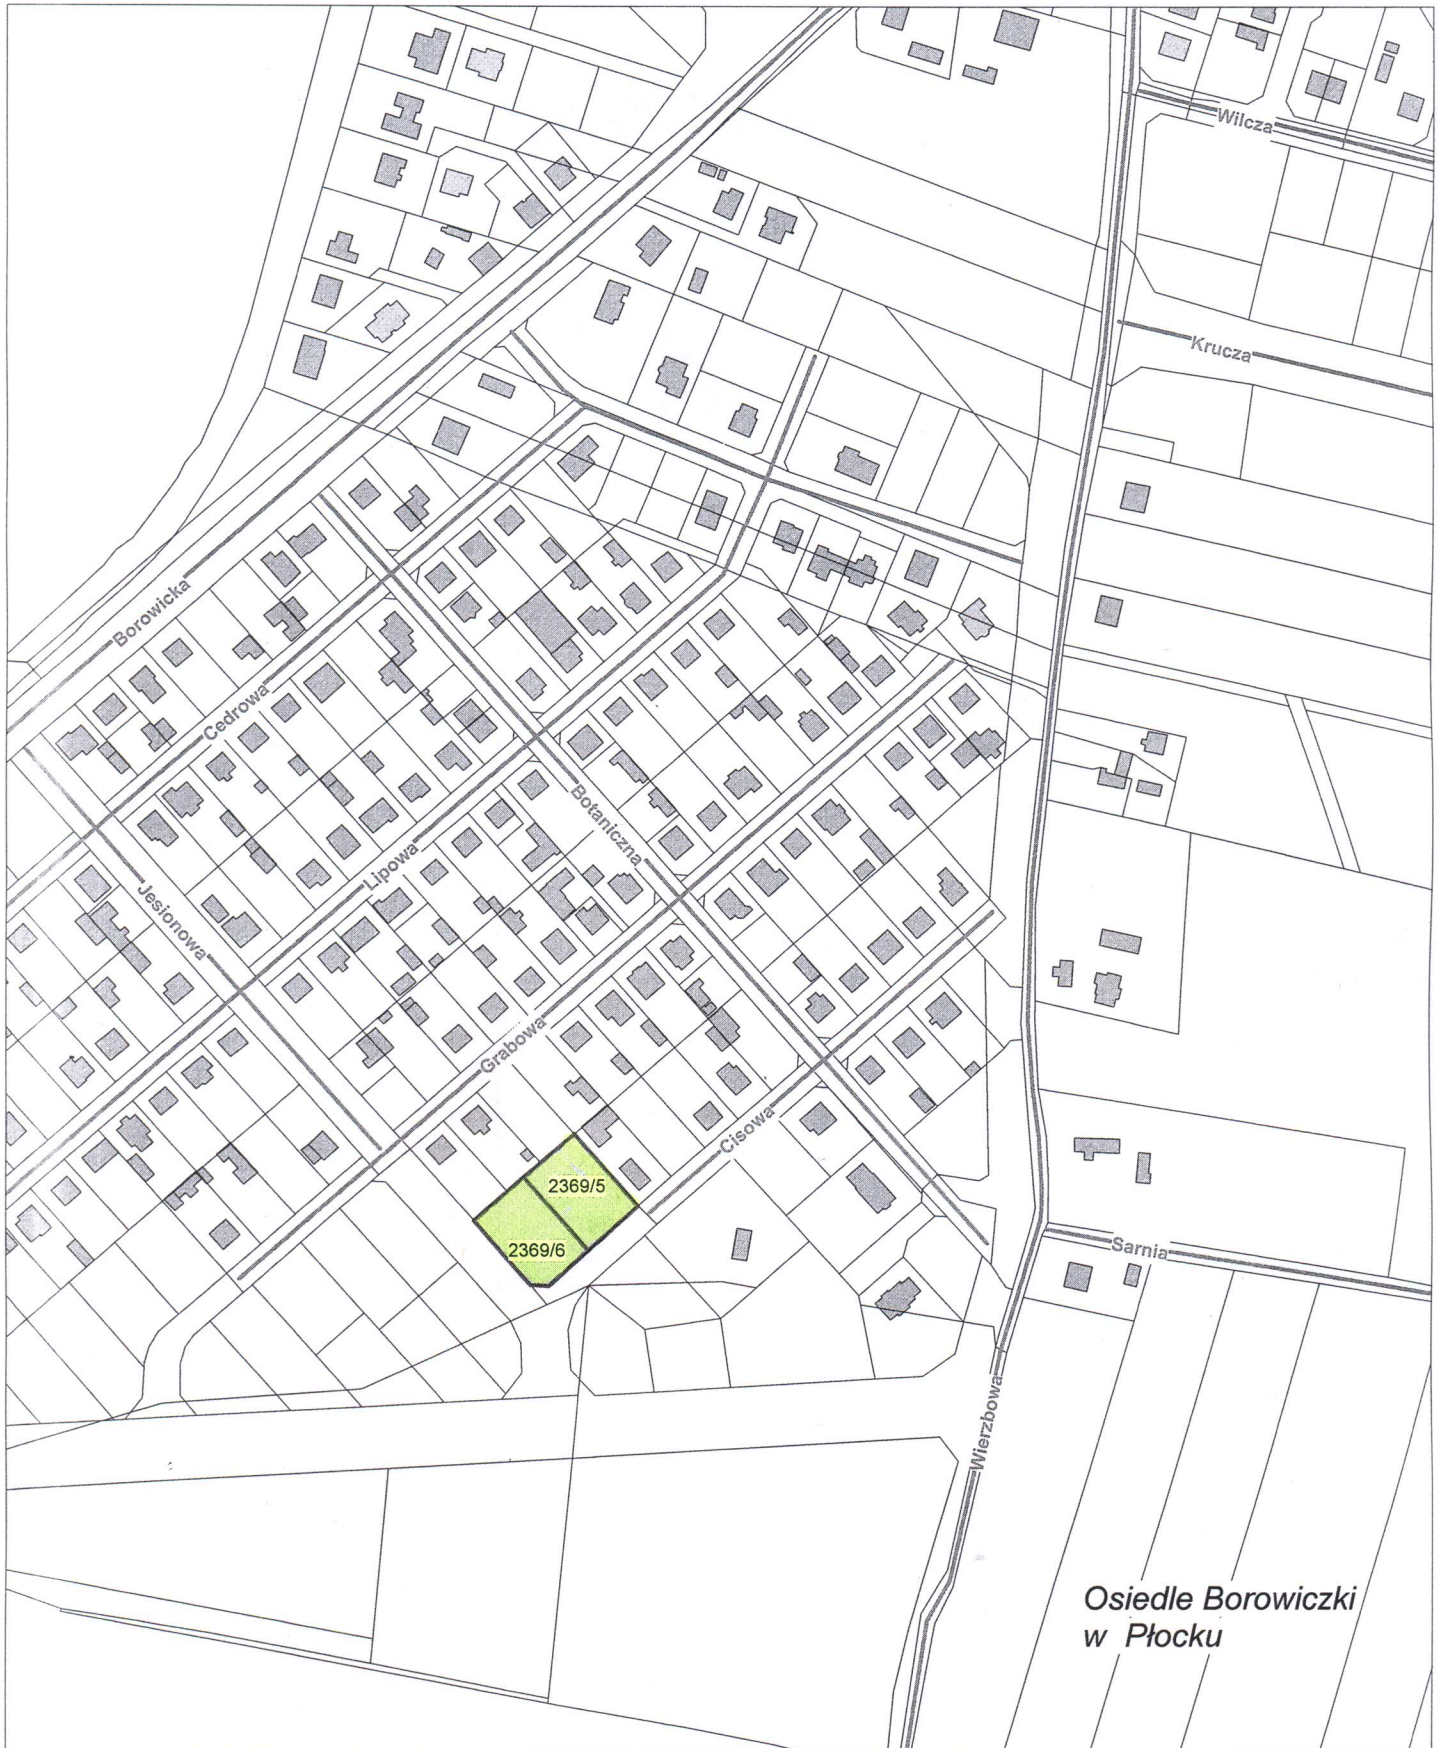 Wilcza
Krucza
Borowicka
Cedrowa
Botaniczna
Lipowa
Jesionowa
Grabowa
Cisowa
2369/5
2369/6
Sarnia
Wierzbowa
Osiedle Borowiczki
w Płocku